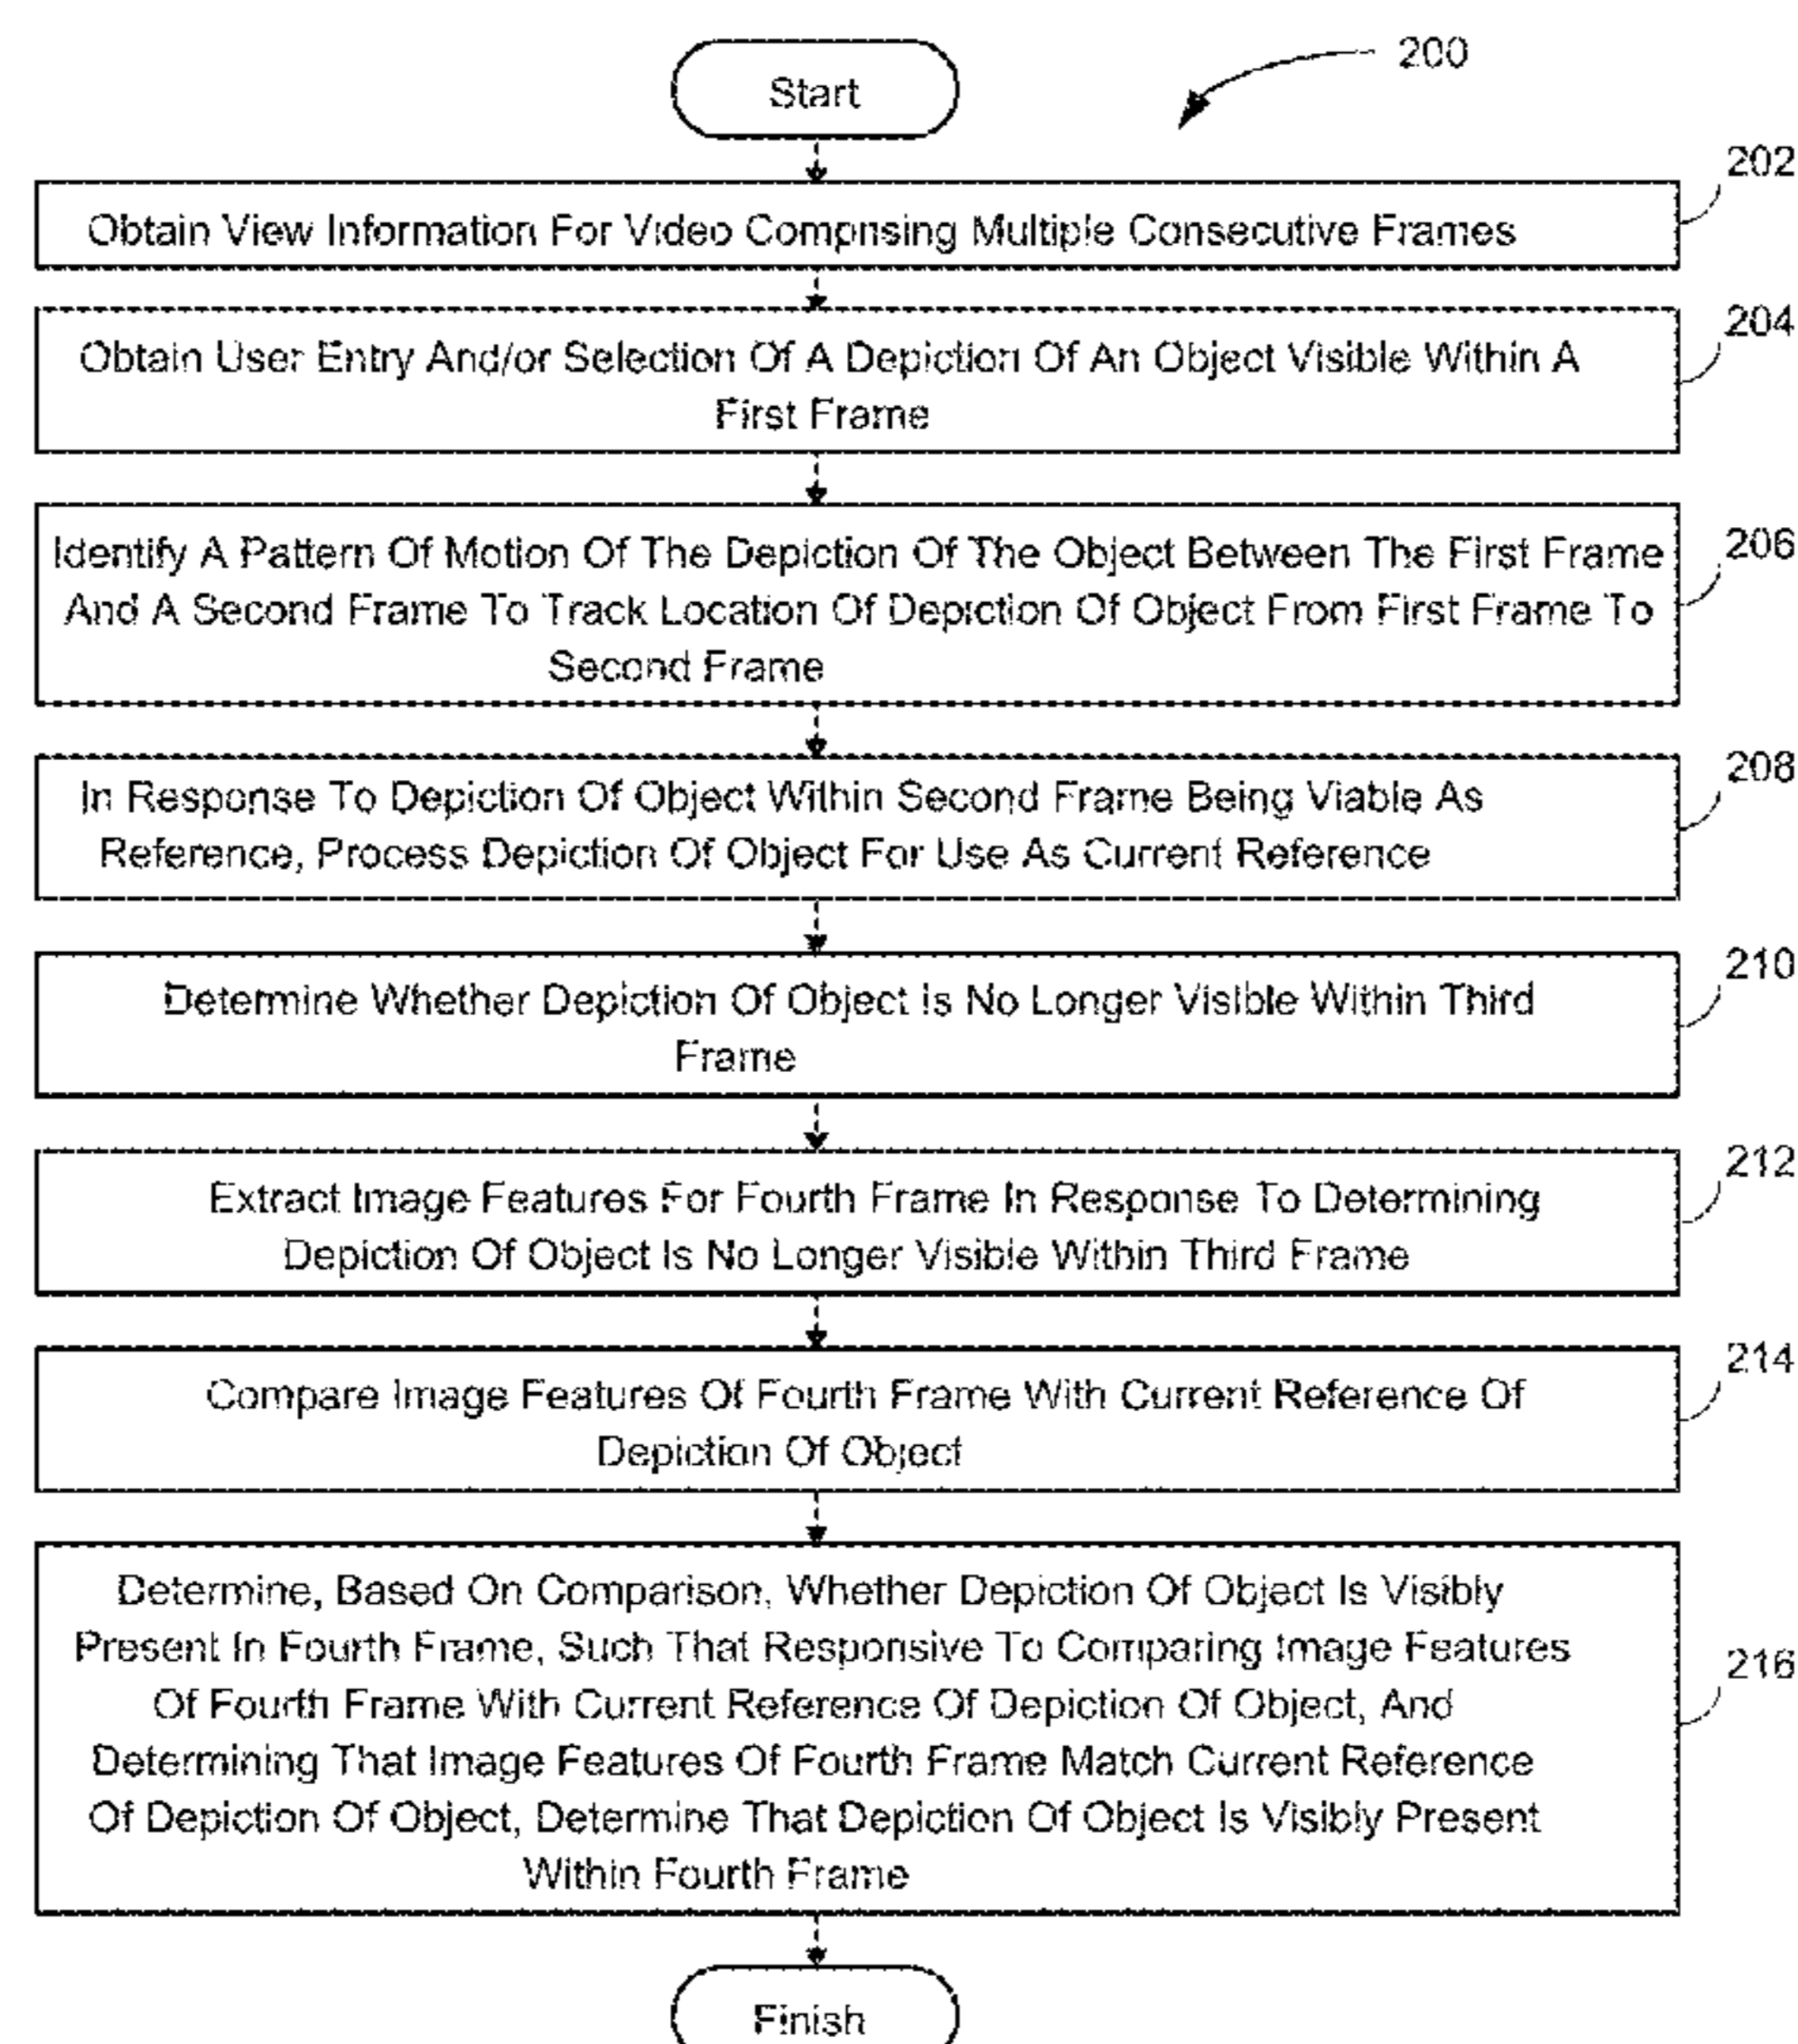 Start
200
202
Obtain View Information For Video Comprising Multiple Consecutive Frames
204
Obtain User Entry And/or Selection Of A Depiction Of An Object Visible Within A
First Frame
206
Identify A Pattern Of Motion Of The Depiction Of The Object Between The First Frame
And A Second Frame To Track Location Of Depiction Of Object From First Frame To
Second Frame
208
In Response To Depiction Of Object Within Second Frame Being Viable As
Reference, Process Depiction Of Object For Use As Current Reference
210
Determine Whether Depiction Of Object Is No Longer Visible Within Third
Frame
212
Extract Image Features For Fourth Frame In Response To Determining
Depiction Of Object Is No Longer Visible Within Third Frame
214
Compare Image Features Of Fourth Frame With Current Reference Of
Depiction Of Object
216
Determine, Based On Comparison, Whether Depiction Of Object Is Visibly
Present In Fourth Frame, Such That Responsive To Comparing Image Features
Of Fourth Frame With Current Reference Of Depiction Of Object, And
Determining That Image Features Of Fourth Frame Match Current Reference
Of Depiction Of Object, Determine That Depiction Of Object Is Visibly Present
Within Fourth Frame
Finish